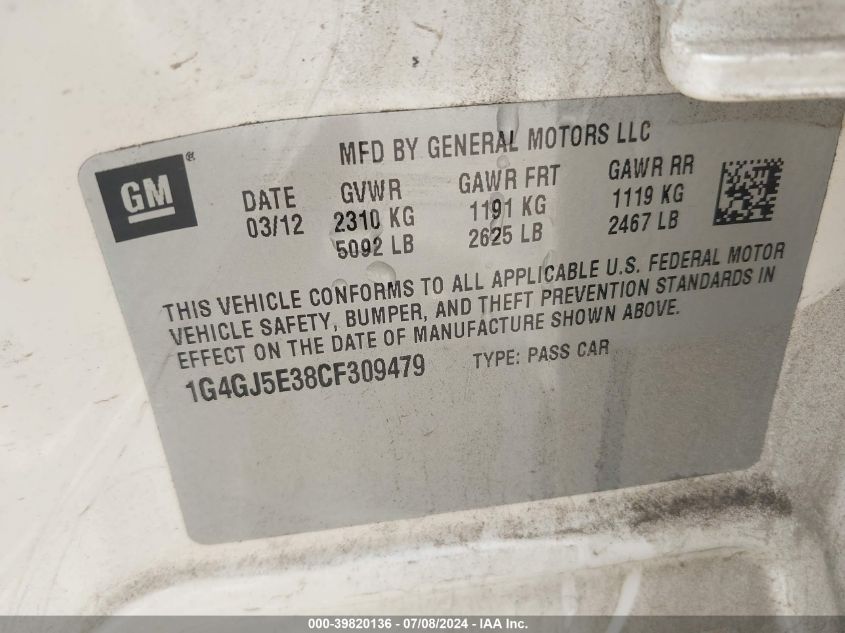 MFD BY GENERAL MOTORS LLC
GM®
DATE GVWR GAWR FRT GAWR RR
03/12 2310 KG 1191 KG 1119 KG
5092 LB 2625 LB 2467 LB
THIS VEHICLE CONFORMS TO ALL APPLICABLE U.S. FEDERAL MOTOR
VEHICLE SAFETY, BUMPER, AND THEFT PREVENTION STANDARDS IN
EFFECT ON THE DATE OF MANUFACTURE SHOWN ABOVE.
1G4GJ5E38CF309479 TYPE: PASS CAR
000-39820136 - 07/08/2024 - IAA Inc.